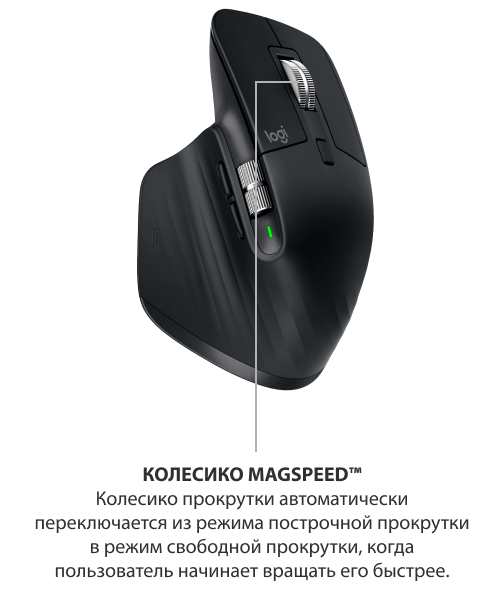 logi
КОЛЕСИКО MAGSPEED™
Колесико прокрутки автоматически
переключается из режима построчной прокрутки
в режим свободной прокрутки, когда
пользователь начинает вращать его быстрее.